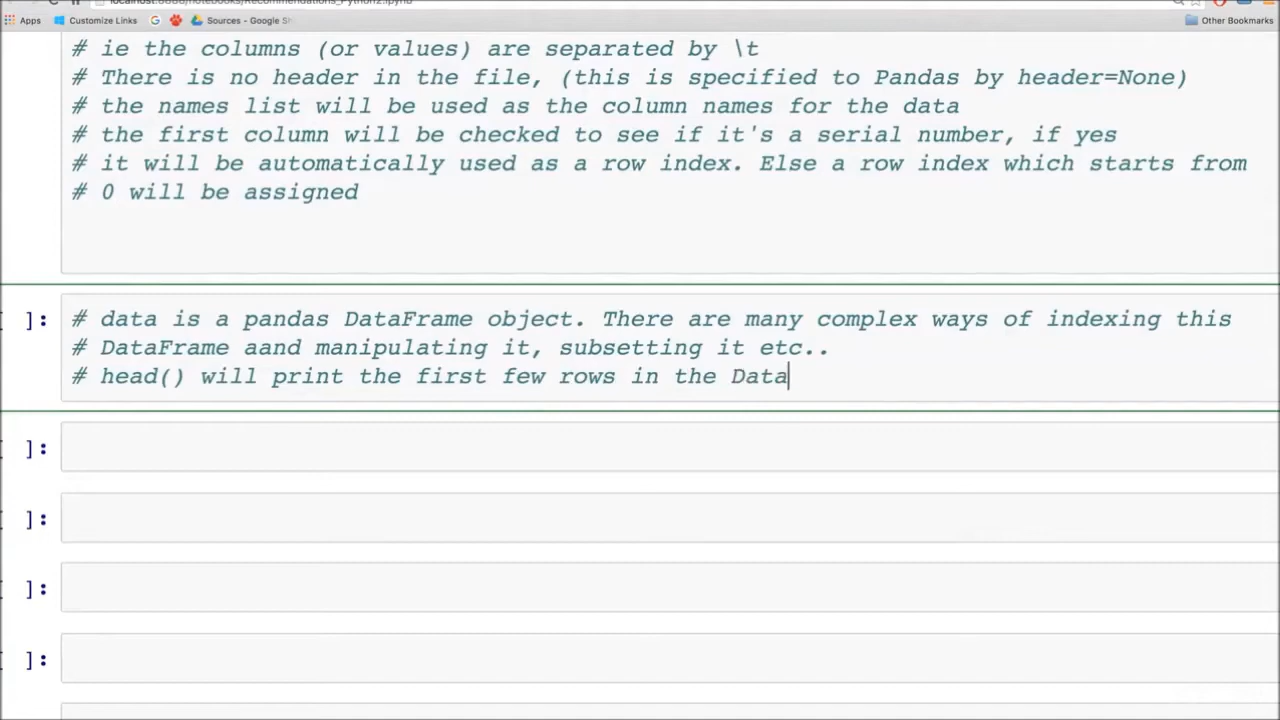 localhost:8888/notebooks/Recommendations_Python2.ipynb
Apps Customize Links Sources - Google Sh Other Bookmarks
# ie the columns (or values) are separated by \t
# There is no header in the file, (this is specified to Pandas by header=None)
# the names list will be used as the column names for the data
# the first column will be checked to see if it's a serial number, if yes
# it will be automatically used as a row index. Else a row index which starts from
# 0 will be assigned
]: # data is a pandas DataFrame object. There are many complex ways of indexing this
# DataFrame aand manipulating it, subsetting it etc..
# head() will print the first few rows in the Data
]:
]:
]:
]: